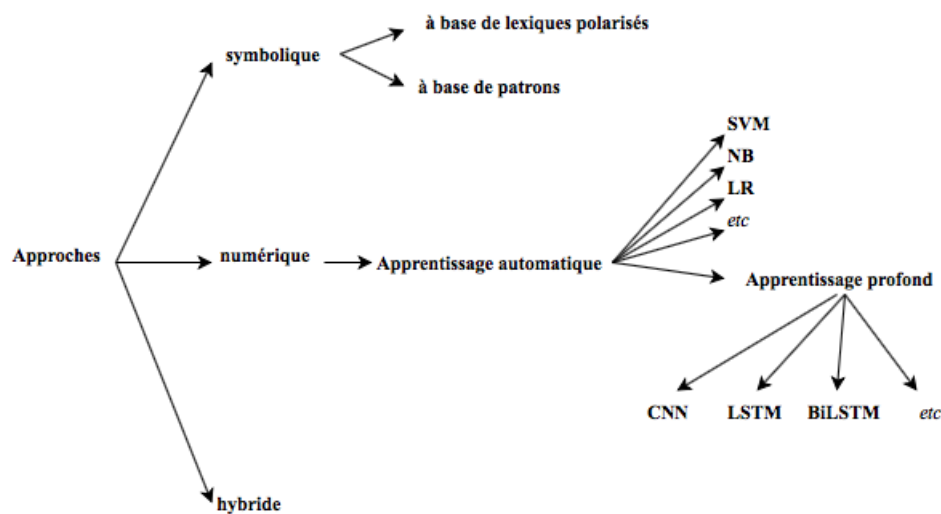 à base de lexiques polarisés
symbolique
à base de patrons
SVM
NB
LR
etc
Approches
numérique
Apprentissage automatique
Apprentissage profond
CNN
LSTM
BiLSTM
etc
hybride